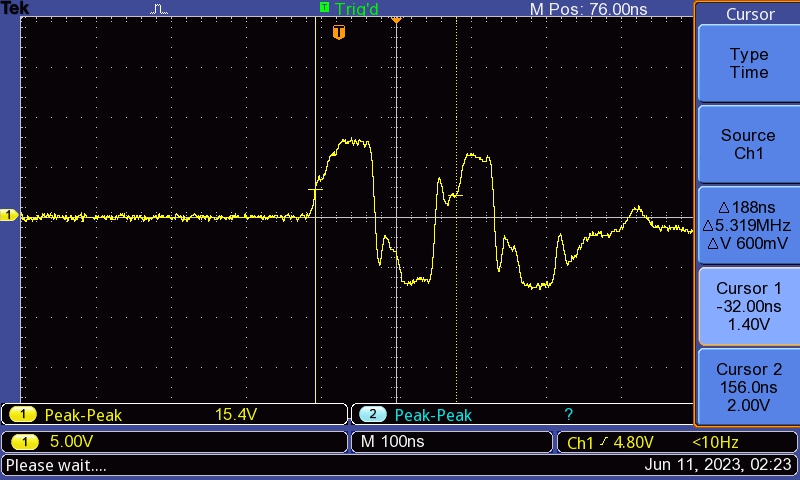 Tek
Trig'd
M Pos: 76.00ns
Cursor
T
Type
Time
Source
Ch1
△188ns
△5.319MHz
△V 600mV
Cursor 1
-32.00ns
1.40V
Cursor 2
156.0ns
2.00V
1
1 Peak-Peak 15.4V
2 Peak-Peak ?
1 5.00V
M 100ns
Ch1 4.80V <10Hz
Please wait.... Jun 11, 2023, 02:23